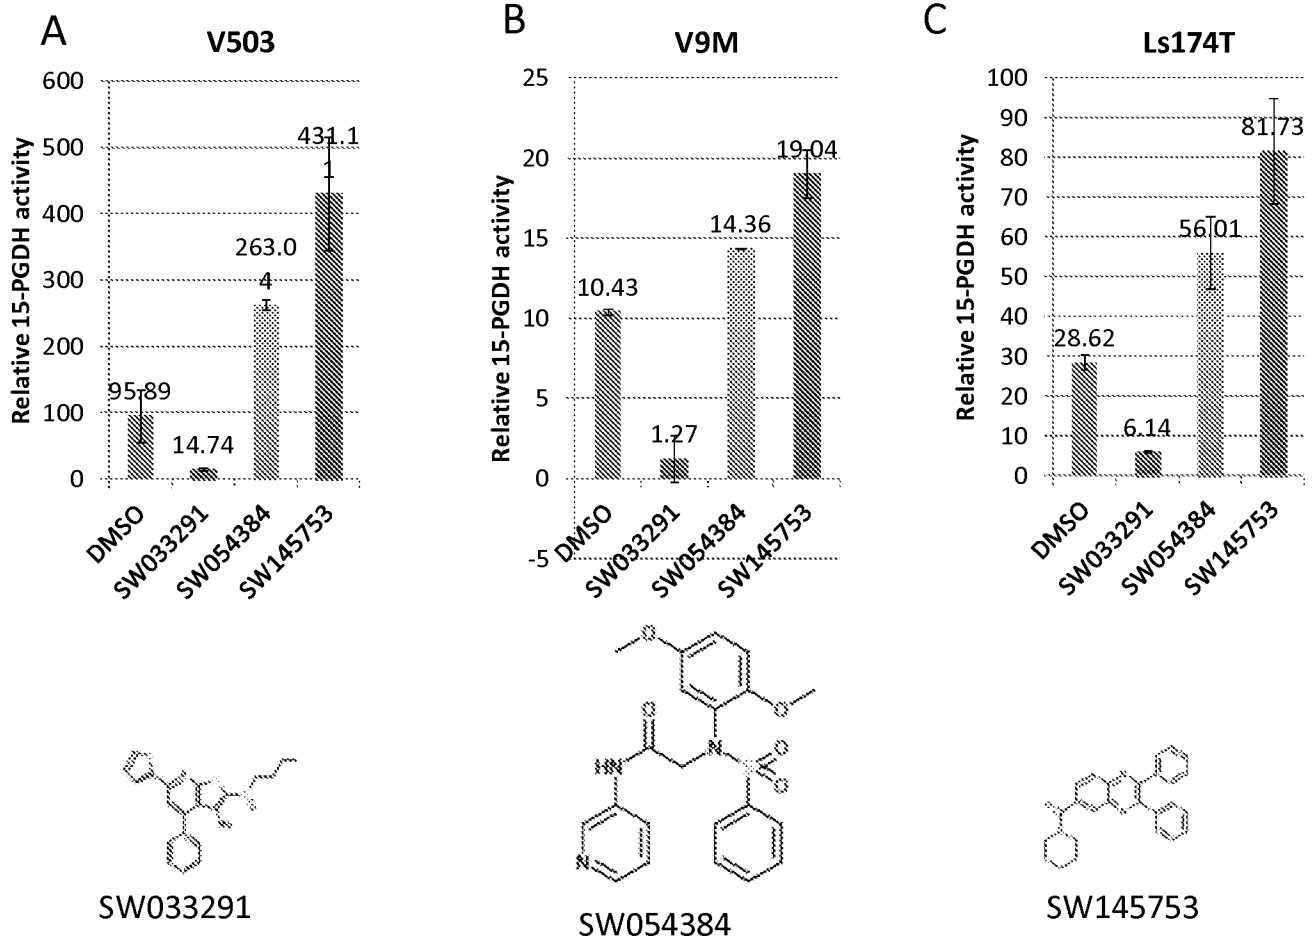 A
V503
Relative 15-PGDH activity
600
500
400
300
200
100
0
95.89
14.74
263.0
4
431.1
1
DMSO
SW033291
SW054384
SW145753
B
V9M
Relative 15-PGDH activity
25
20
15
10
5
0
-5
10.43
1.27
14.36
19.04
DMSO
SW033291
SW054384
SW145753
C
Ls174T
Relative 15-PGDH activity
100
90
80
70
60
50
40
30
20
10
0
28.62
6.14
56.01
81.73
DMSO
SW033291
SW054384
SW145753
SW033291
O
O
O
N
HN
O
O
N
SW054384
SW145753